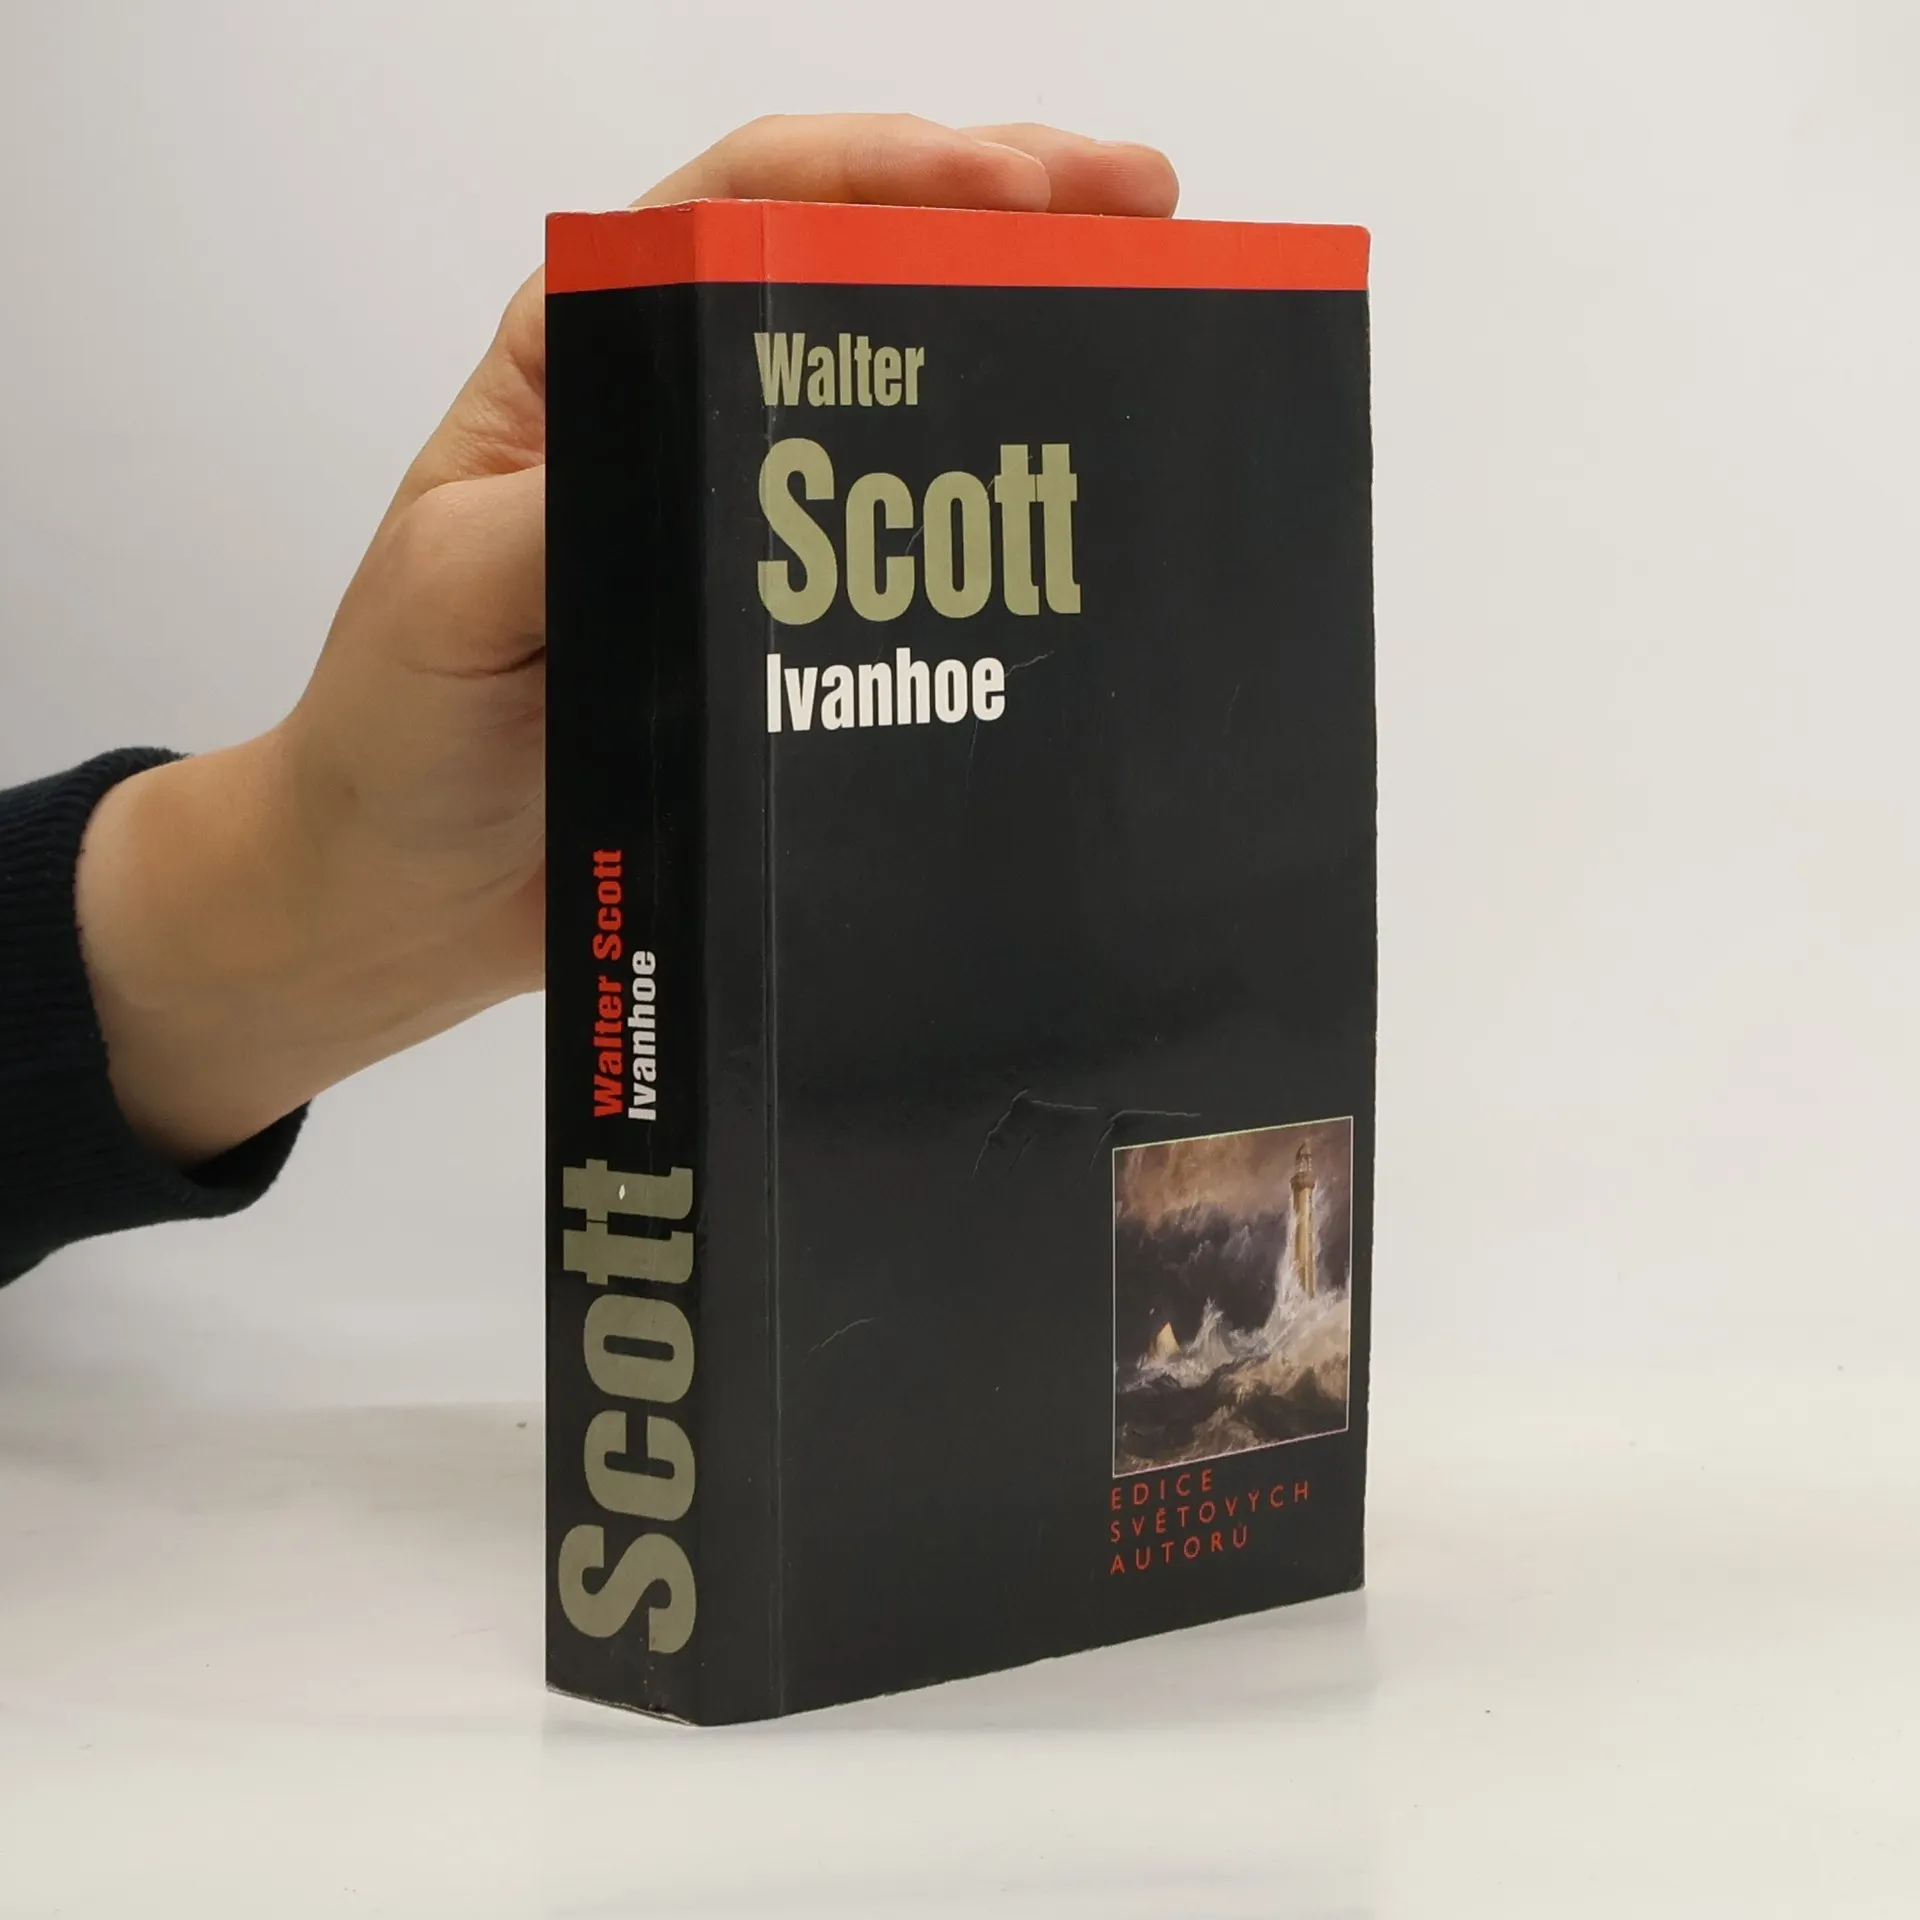 Walter
Scott
Ivanhoe
Walter Scott
Ivanhoe
Scott
EDICE
SVĚTOVÝCH
AUTORŮ